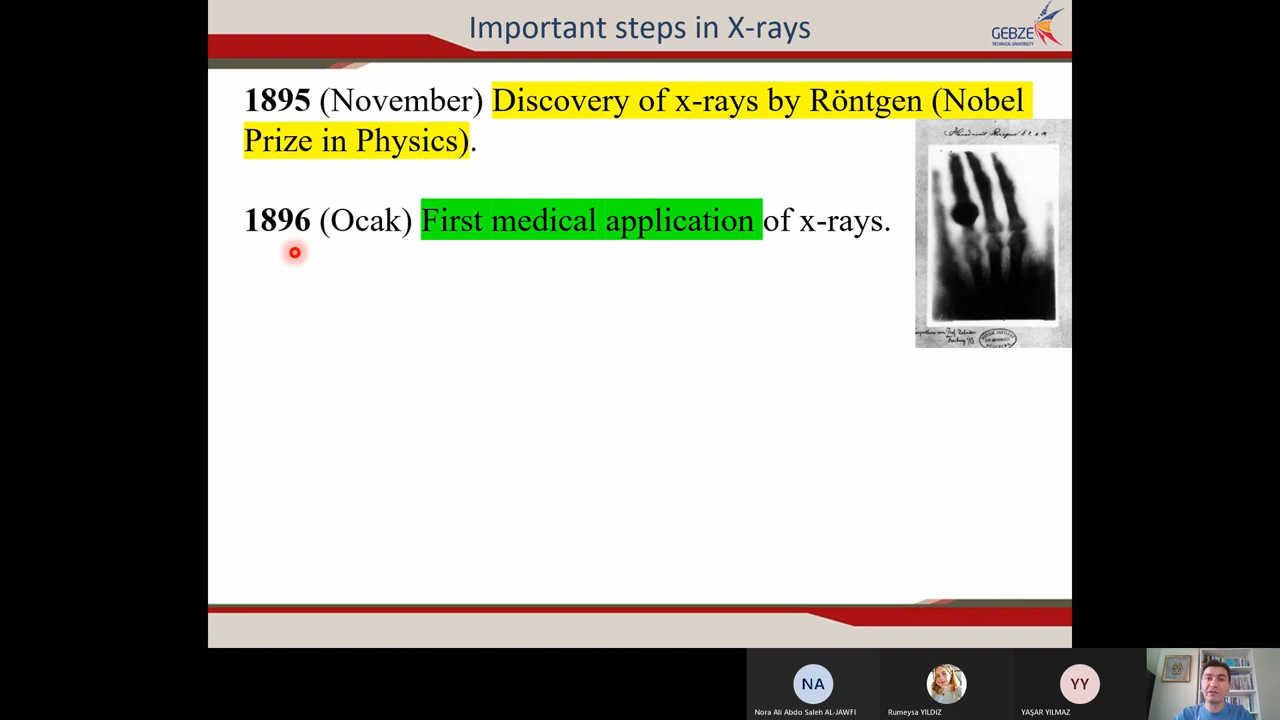 Important steps in X-rays
GEBZE
TECHNICAL UNIVERSITY
1895 (November) Discovery of x-rays by Röntgen (Nobel
Prize in Physics).
1896 (Ocak) First medical application of x-rays.
NA
YY
Nora Ali Abdo Saleh AL-JAWFI
Rumeysa YILDIZ
YAŞAR YILMAZ